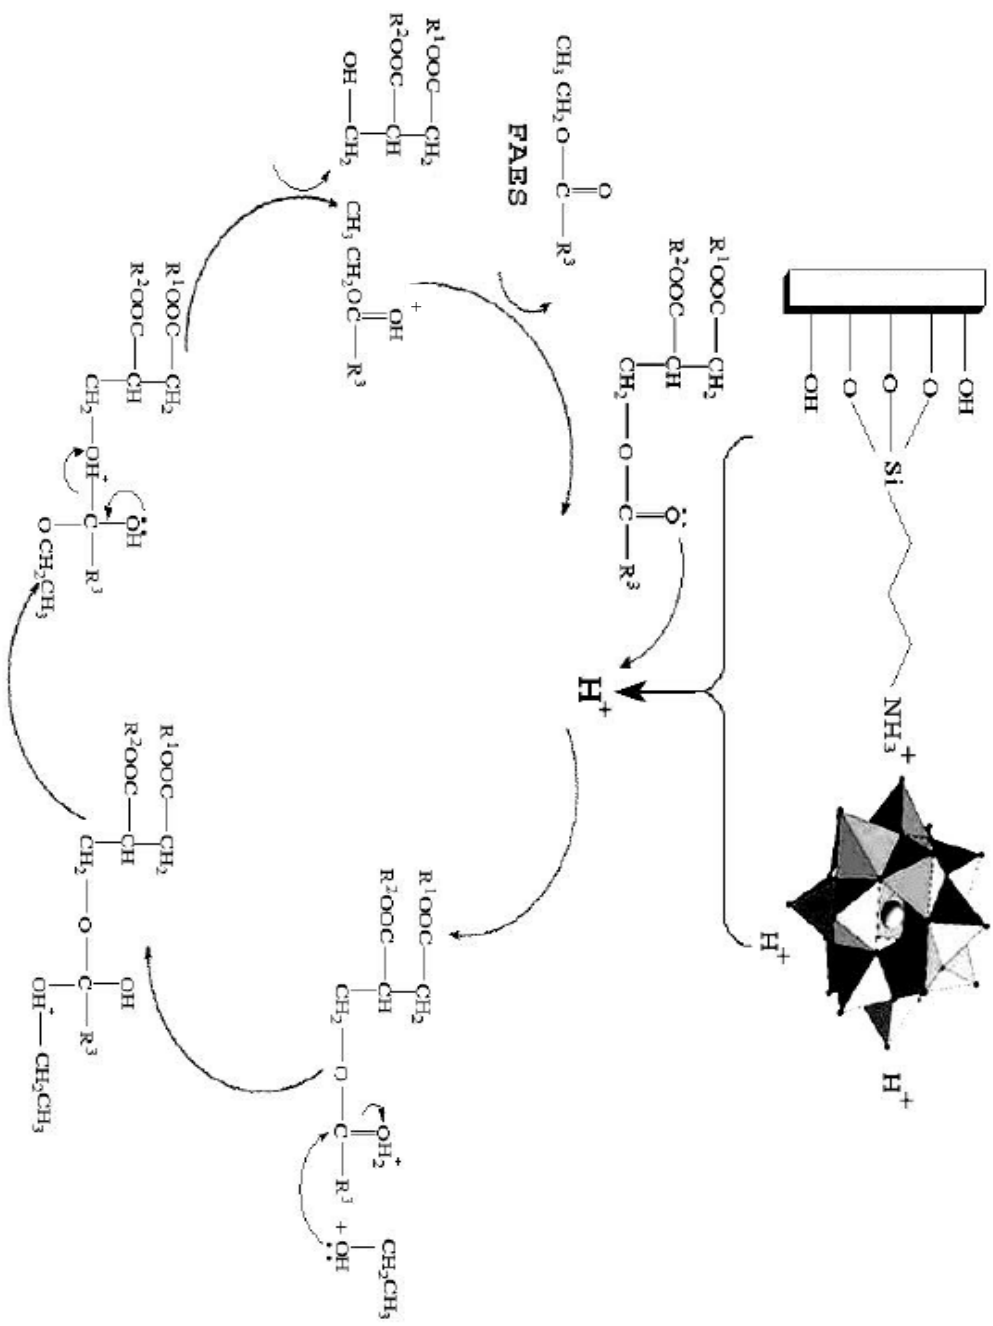 OH
O
O
O
OH
Si
NH₃⁺
H⁺
H⁺
R¹OOC—CH₂
R²OOC—CH
CH₂—O—C—R³
O
H⁺
CH₃CH₂O—C—R³
O
FAES
R¹OOC—CH₂
R²OOC—CH
CH₂—O—C—R³
OH₂⁺
+ OH—CH₂CH₃
R¹OOC—CH₂
R²OOC—CH
OH—CH₂
CH₃CH₂OC—R³
OH
+
R¹OOC—CH₂
R²OOC—CH
CH₂—OH⁺—C—R³
OH
OCH₂CH₃
R¹OOC—CH₂
R²OOC—CH
CH₂—O—C—R³
OH
OH⁺—CH₂CH₃